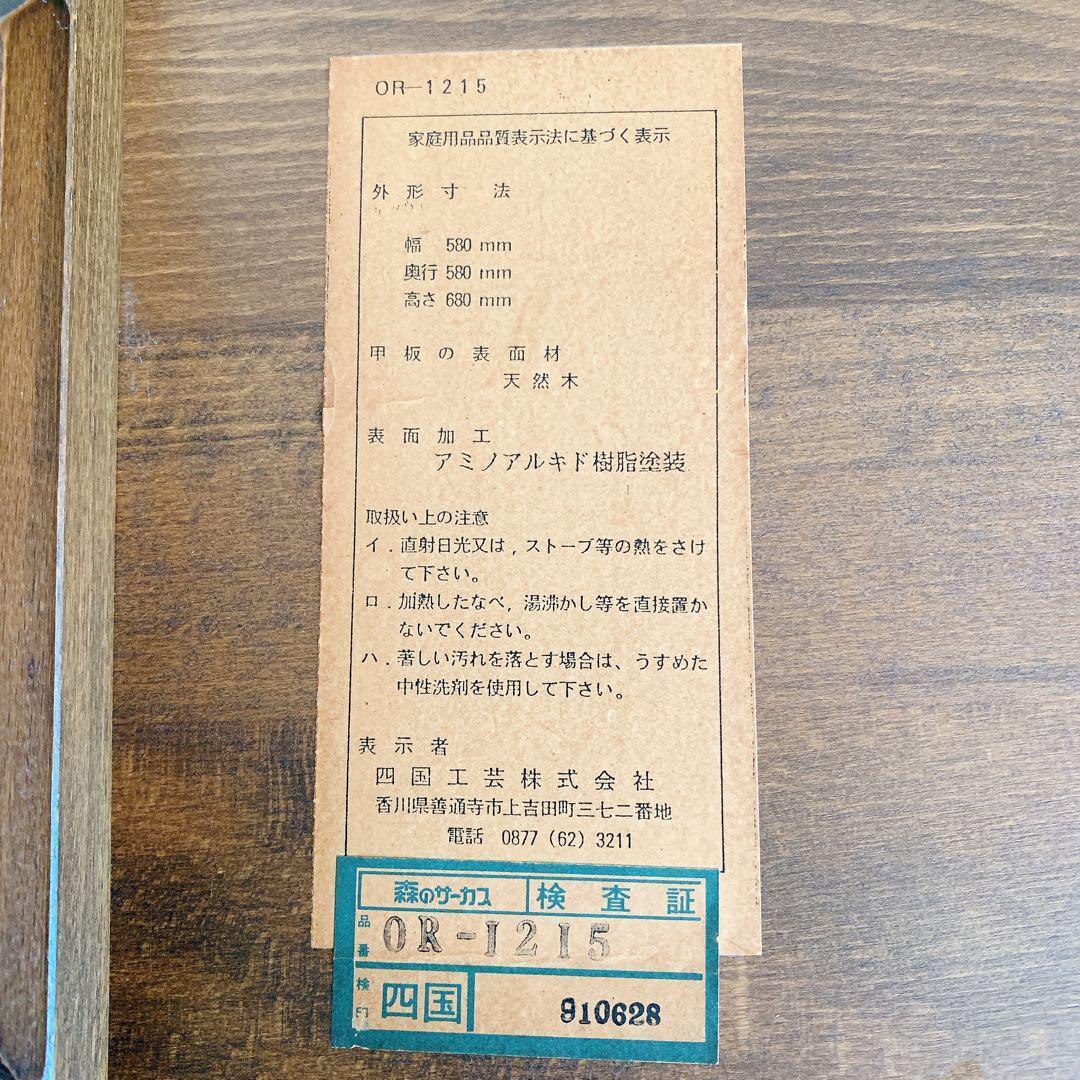 OR-1215
家庭用品品質表示法に基づく表示
外形寸法
幅 580 mm
奥行 580 mm
高さ 680 mm
甲板の表面材
天然木
表面加工
アミノアルキド樹脂塗装
取扱い上の注意
イ.直射日光又は,ストーブ等の熱をさけ
て下さい。
ロ.加熱したなべ,湯沸かし等を直接置か
ないでください。
ハ.著しい汚れを落とす場合は、うすめた
中性洗剤を使用して下さい。
表示者
四国工芸株式会社
香川県善通寺市上吉田町三七二番地
電話 0877 (62) 3211
森のサーカス 検査証
品番 OR-1215
検印 四国 910628